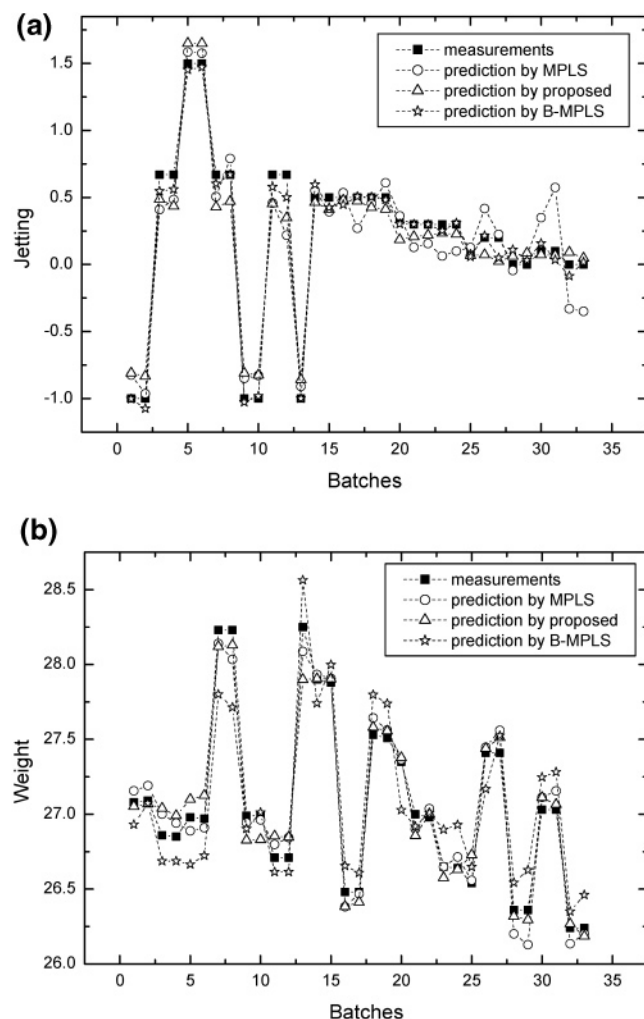 (a)
measurements
prediction by MPLS
prediction by proposed
prediction by B-MPLS
1.5
1.0
0.5
0.0
-0.5
-1.0
Jetting
0 5 10 15 20 25 30 35
Batches
(b)
measurements
prediction by MPLS
prediction by proposed
prediction by B-MPLS
28.5
28.0
27.5
27.0
26.5
26.0
Weight
0 5 10 15 20 25 30 35
Batches